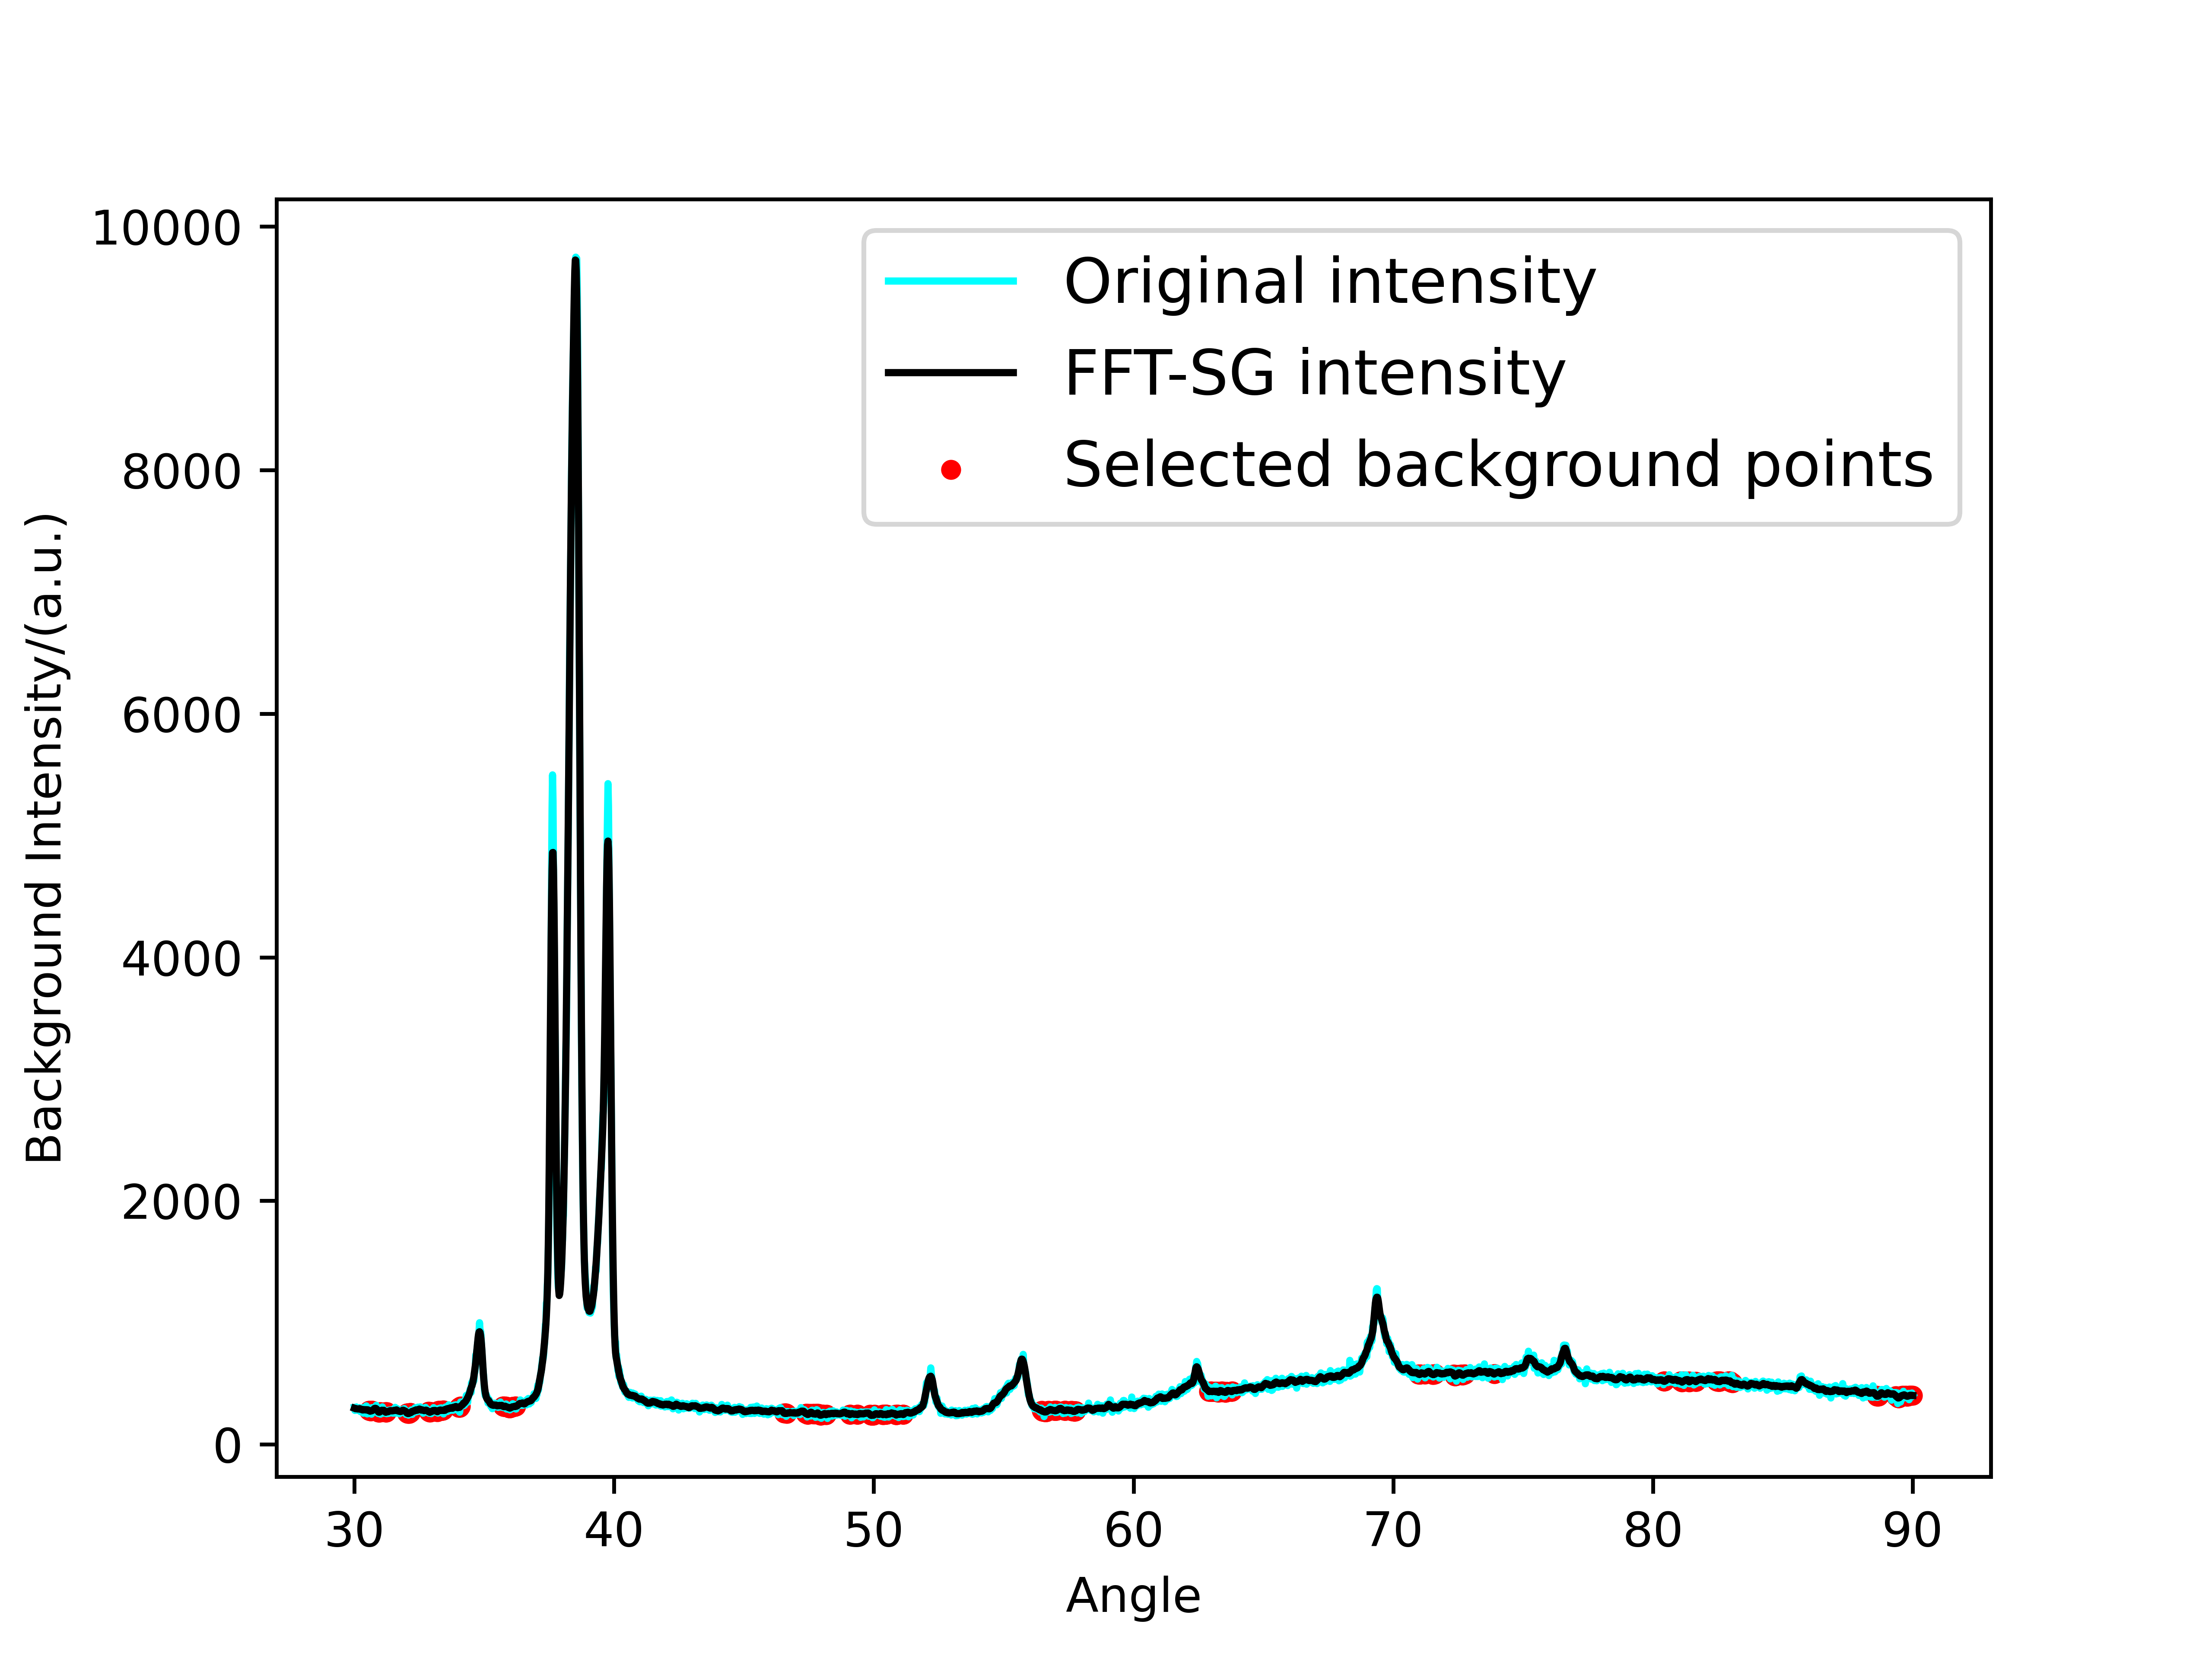 10000
8000
6000
4000
2000
0
Background Intensity/(a.u.)
Original intensity
FFT-SG intensity
Selected background points
30 40 50 60 70 80 90
Angle